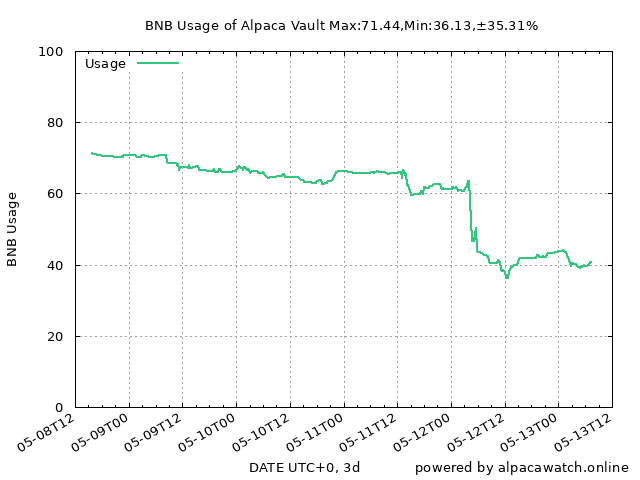 BNB Usage of Alpaca Vault Max:71.44,Min:36.13,±35.31%
Usage
BNB Usage
100
80
60
40
20
0
05-08T12
05-09T00
05-09T12
05-10T00
05-10T12
05-11T00
05-11T12
05-12T00
05-12T12
05-13T00
05-13T12
DATE UTC+0, 3d
powered by alpacawatch.online